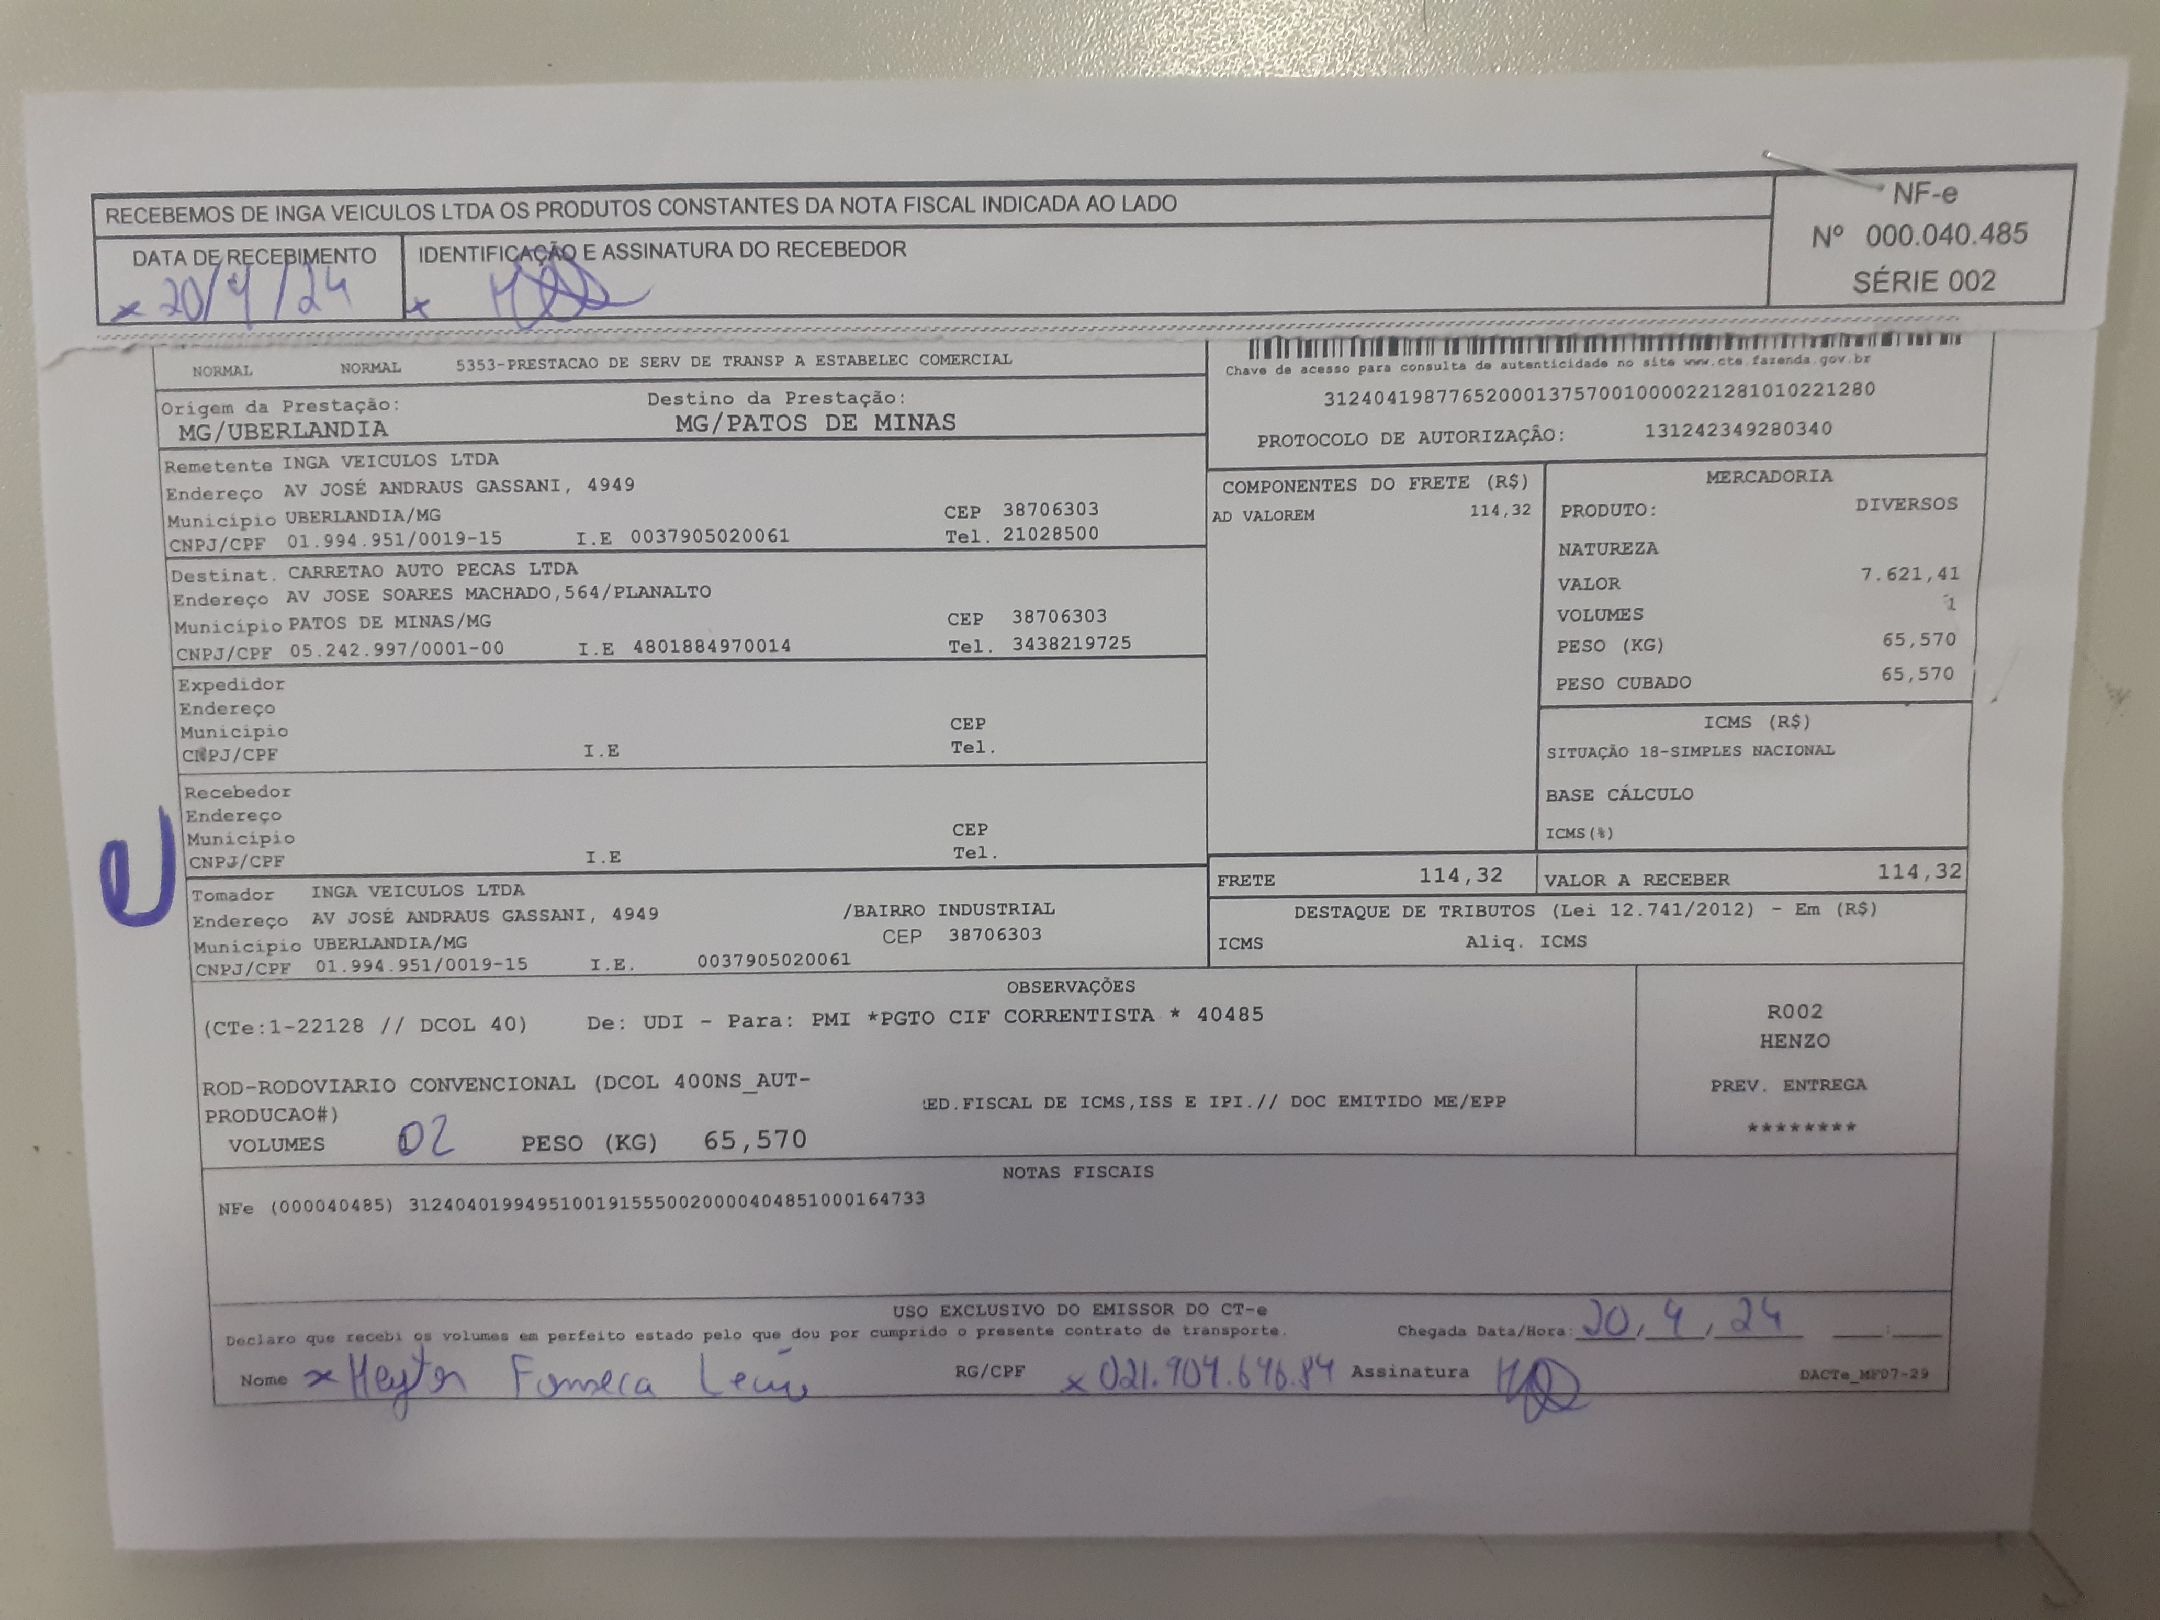 RECEBEMOS DE INGA VEICULOS LTDA OS PRODUTOS CONSTANTES DA NOTA FISCAL INDICADA AO LADO
NF-e
Nº 000.040.485
SÉRIE 002
DATA DE RECEBIMENTO
x 20/4/24
IDENTIFICAÇÃO E ASSINATURA DO RECEBEDOR
x
NORMAL NORMAL 5353-PRESTACAO DE SERV DE TRANSP A ESTABELEC COMERCIAL
Origem da Prestação: Destino da Prestação:
MG/UBERLANDIA MG/PATOS DE MINAS
Chave de acesso para consulta de autenticidade no site www.cte.fazenda.gov.br
31240419877652000137570010000221281010221280
PROTOCOLO DE AUTORIZAÇÃO: 131242349280340
Remetente INGA VEICULOS LTDA
Endereço AV JOSÉ ANDRAUS GASSANI, 4949
Município UBERLANDIA/MG CEP 38706303
CNPJ/CPF 01.994.951/0019-15 I.E 0037905020061 Tel. 21028500
Destinat. CARRETAO AUTO PECAS LTDA
Endereço AV JOSE SOARES MACHADO,564/PLANALTO
Município PATOS DE MINAS/MG CEP 38706303
CNPJ/CPF 05.242.997/0001-00 I.E 4801884970014 Tel. 3438219725
Expedidor
Endereço
Município CEP
CNPJ/CPF I.E Tel.
Recebedor
Endereço
Município CEP
CNPJ/CPF I.E Tel.
Tomador INGA VEICULOS LTDA
Endereço AV JOSÉ ANDRAUS GASSANI, 4949 /BAIRRO INDUSTRIAL
Município UBERLANDIA/MG CEP 38706303
CNPJ/CPF 01.994.951/0019-15 I.E. 0037905020061
COMPONENTES DO FRETE (R$)
AD VALOREM 114,32
MERCADORIA
PRODUTO: DIVERSOS
NATUREZA
VALOR 7.621,41
VOLUMES 1
PESO (KG) 65,570
PESO CUBADO 65,570
ICMS (R$)
SITUAÇÃO 18-SIMPLES NACIONAL
BASE CÁLCULO
ICMS(%)
FRETE 114,32 VALOR A RECEBER 114,32
DESTAQUE DE TRIBUTOS (Lei 12.741/2012) - Em (R$)
ICMS Aliq. ICMS
OBSERVAÇÕES
(CTe:1-22128 // DCOL 40) De: UDI - Para: PMI *PGTO CIF CORRENTISTA * 40485
ROD-RODOVIARIO CONVENCIONAL (DCOL 400NS_AUT-
PRODUCAO#) ED.FISCAL DE ICMS,ISS E IPI.// DOC EMITIDO ME/EPP
VOLUMES 02 PESO (KG) 65,570
R002
HENZO
PREV. ENTREGA
********
NOTAS FISCAIS
NFe (000040485) 31240401994951001915550020000404851000164733
USO EXCLUSIVO DO EMISSOR DO CT-e
Declaro que recebi os volumes em perfeito estado pelo que dou por cumprido o presente contrato de transporte. Chegada Data/Hora: 20, 4, 24 __:__
Nome x Heytor Fonseca RG/CPF x 021.904.646.84 Assinatura
DACTe_MF07-29